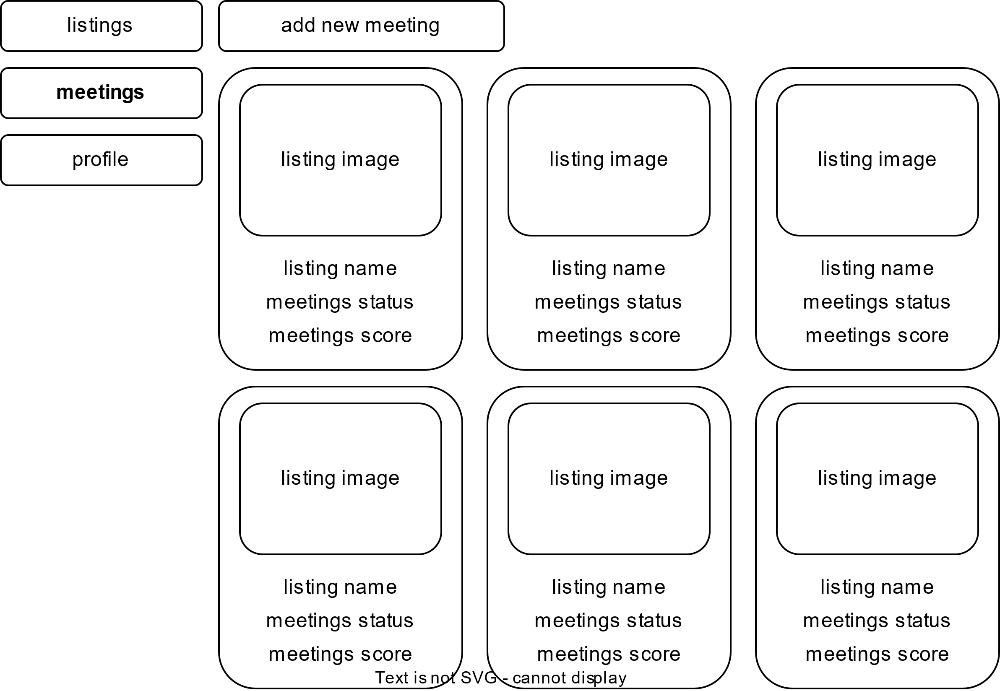 listings
add new meeting
meetings
profile
listing image
listing name
meetings status
meetings score
listing image
listing name
meetings status
meetings score
listing image
listing name
meetings status
meetings score
listing image
listing name
meetings status
meetings score
listing image
listing name
meetings status
meetings score
listing image
listing name
meetings status
meetings score
Text is not SVG - cannot display